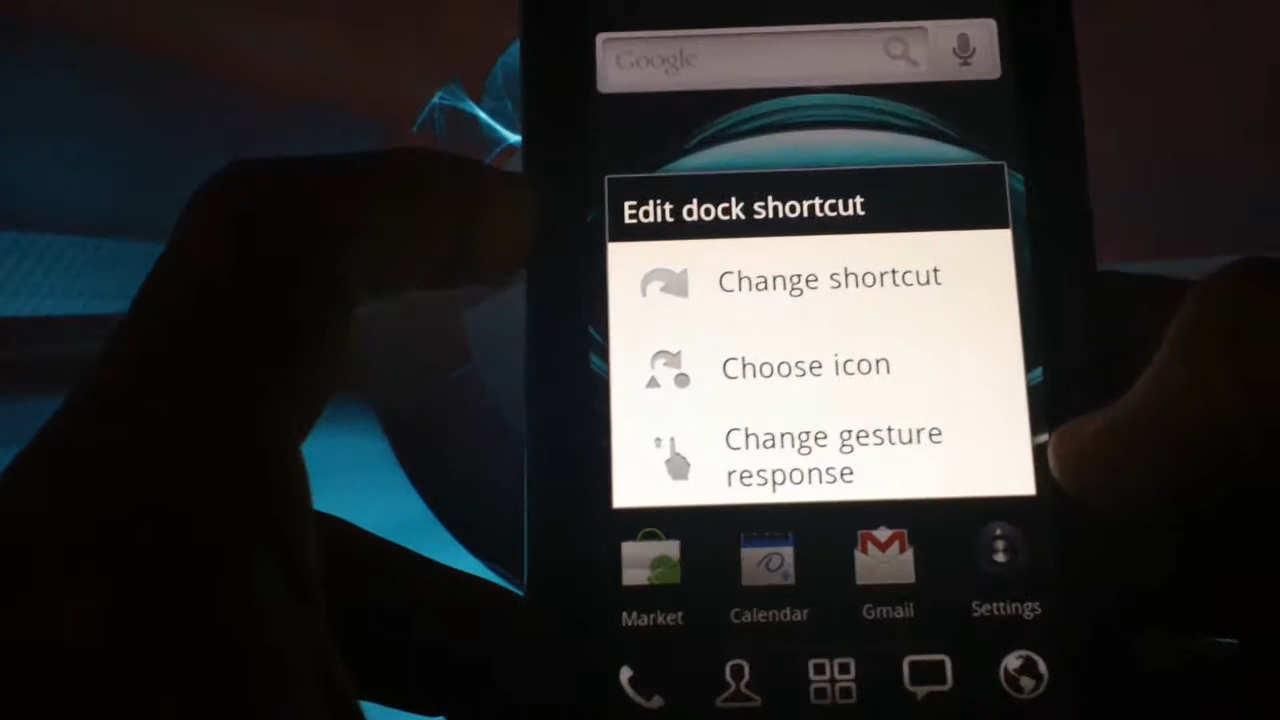 Google
Edit dock shortcut
Change shortcut
Choose icon
Change gesture
response
Market
Calendar
Gmail
Settings